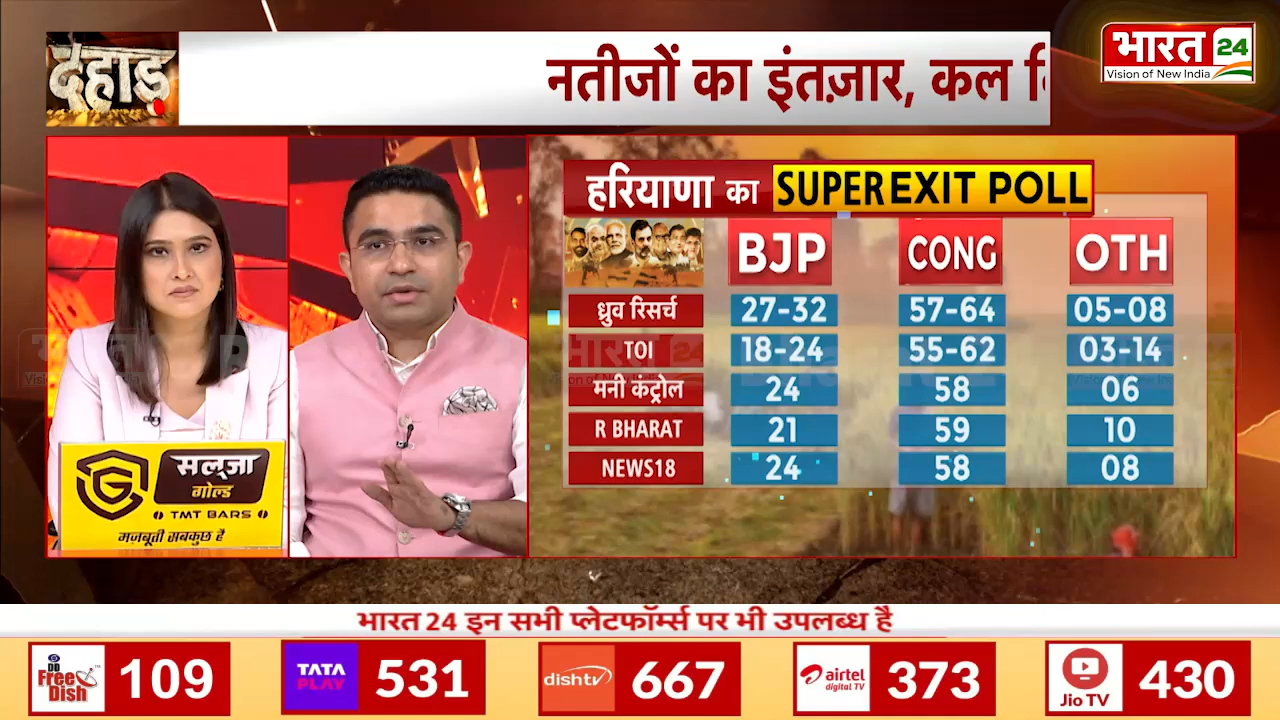 दहाड़
नतीजों का इंतज़ार, कल
भारत 24
Vision of New India
हरियाणा का SUPER EXIT POLL
BJP CONG OTH
ध्रुव रिसर्च 27-32 57-64 05-08
TOI 18-24 55-62 03-14
मनी कंट्रोल 24 58 06
R BHARAT 21 59 10
NEWS18 24 58 08
सलूजा
गोल्ड
TMT BARS
मजबूती सबकुछ है
भारत 24 इन सभी प्लेटफॉर्म्स पर भी उपलब्ध है
DD Free Dish 109 TATA PLAY 531 dishtv 667 airtel digital TV 373 Jio TV 430